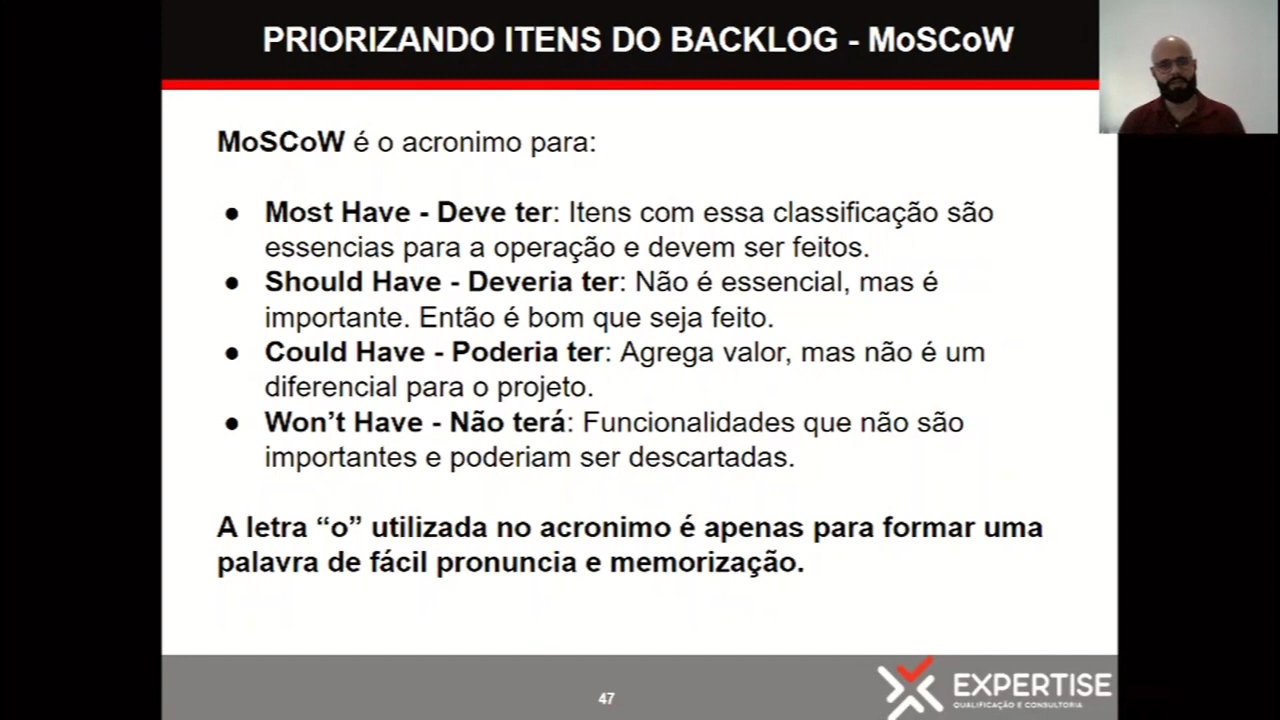 PRIORIZANDO ITENS DO BACKLOG - MoSCoW
MoSCoW é o acronimo para:
● Most Have - Deve ter: Itens com essa classificação são
essencias para a operação e devem ser feitos.
● Should Have - Deveria ter: Não é essencial, mas é
importante. Então é bom que seja feito.
● Could Have - Poderia ter: Agrega valor, mas não é um
diferencial para o projeto.
● Won’t Have - Não terá: Funcionalidades que não são
importantes e poderiam ser descartadas.
A letra “o” utilizada no acronimo é apenas para formar uma
palavra de fácil pronuncia e memorização.
47
EXPERTISE
QUALIFICAÇÃO E CONSULTORIA